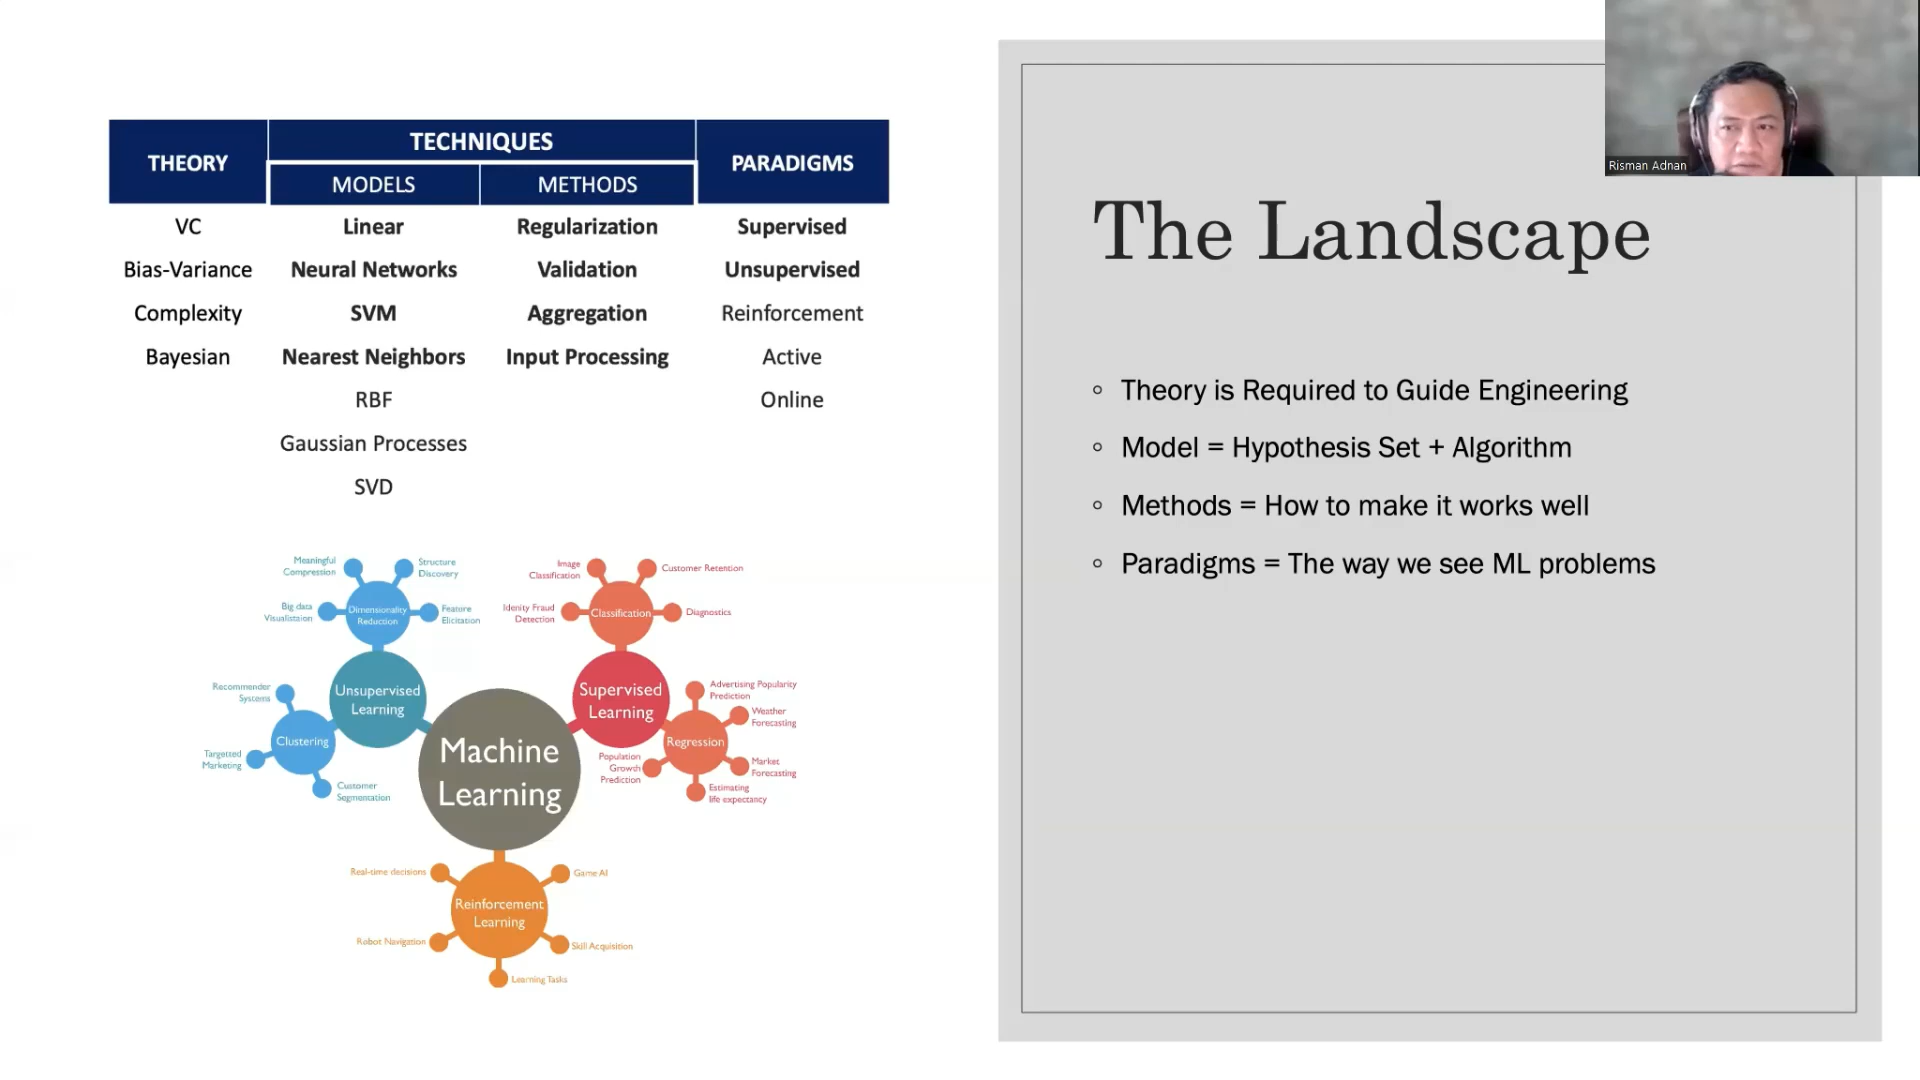 THEORY
TECHNIQUES
PARADIGMS
MODELS
METHODS
VC
Linear
Regularization
Supervised
Bias-Variance
Neural Networks
Validation
Unsupervised
Complexity
SVM
Aggregation
Reinforcement
Bayesian
Nearest Neighbors
Input Processing
Active
RBF
Online
Gaussian Processes
SVD
Meaningful
Compression
Structure
Discovery
Big data
Visualistaion
Dimensionality
Reduction
Feature
Elicitation
Image
Classification
Customer Retention
Idenity Fraud
Detection
Classification
Diagnostics
Recommender
Systems
Unsupervised
Learning
Clustering
Targetted
Marketing
Customer
Segmentation
Machine
Learning
Supervised
Learning
Advertising Popularity
Prediction
Weather
Forecasting
Regression
Population
Growth
Prediction
Market
Forecasting
Estimating
life expectancy
Real-time decisions
Game AI
Reinforcement
Learning
Robot Navigation
Skill Acquisition
Learning Tasks
Risman Adnan
The Landscape
◦ Theory is Required to Guide Engineering
◦ Model = Hypothesis Set + Algorithm
◦ Methods = How to make it works well
◦ Paradigms = The way we see ML problems